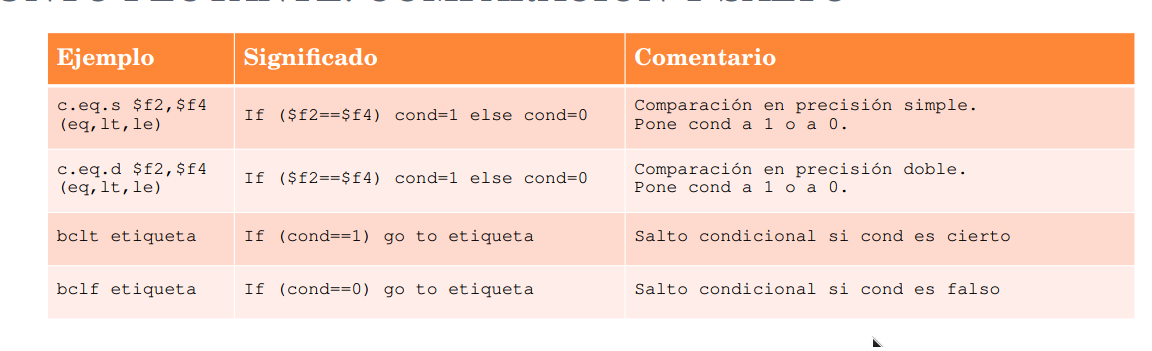 Ejemplo Significado Comentario
c.eq.s $f2,$f4
(eq,lt,le)
If ($f2==$f4) cond=1 else cond=0
Comparación en precisión simple.
Pone cond a 1 o a 0.
c.eq.d $f2,$f4
(eq,lt,le)
If ($f2==$f4) cond=1 else cond=0
Comparación en precisión doble.
Pone cond a 1 o a 0.
bclt etiqueta
If (cond==1) go to etiqueta
Salto condicional si cond es cierto
bclf etiqueta
If (cond==0) go to etiqueta
Salto condicional si cond es falso